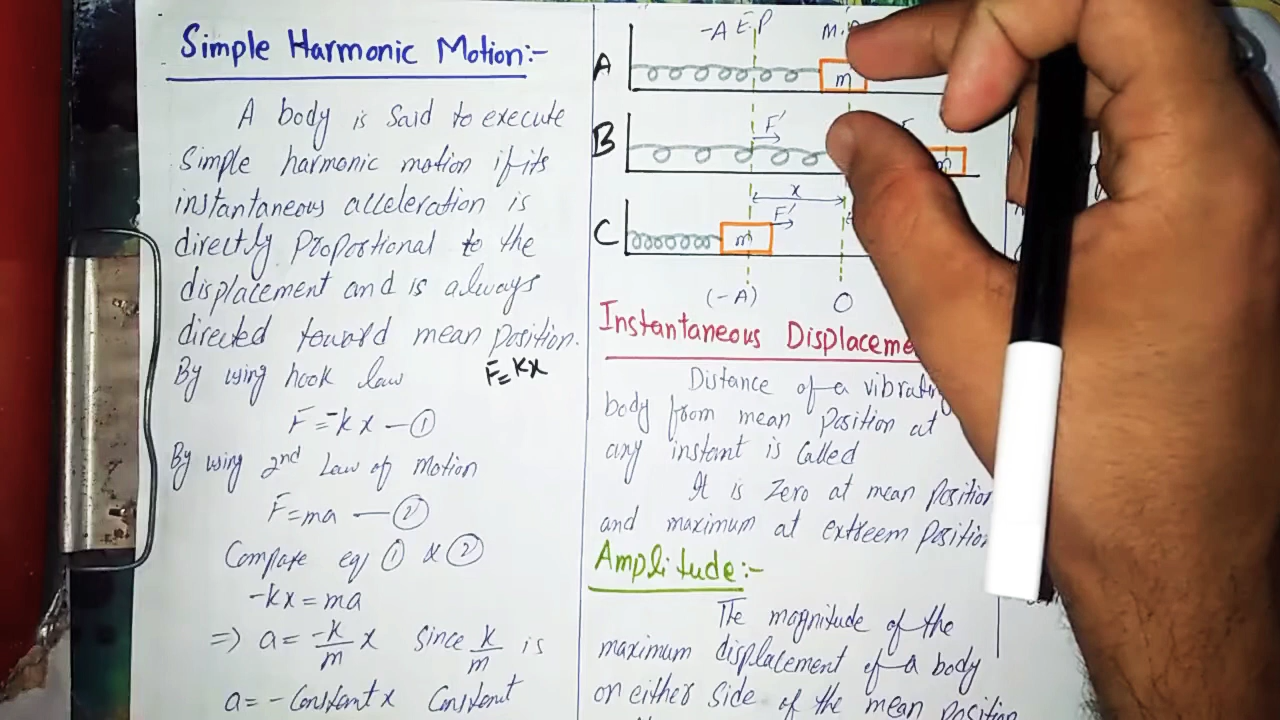 Simple Harmonic Motion:-
A body is said to execute
Simple harmonic motion if its
instantaneous acceleration is
directly proportional to the
displacement and is always
directed toward mean position.
By using hook law F=kx
F=-kx —①
By using 2nd Law of motion
F=ma —②
Compare eq ① & ②
-kx=ma
=> a=-k/m x since k/m is
a=-Constant x Constant
-A E.P
A m
B F'
m
x
C m F'
(-A) O
Instantaneous
Distance of a
body from mean position at
any instant is called
It is zero at mean position
and maximum at extreem position
Amplitude:-
The magnitude of the
maximum displacement of a body
on either side of the mean position